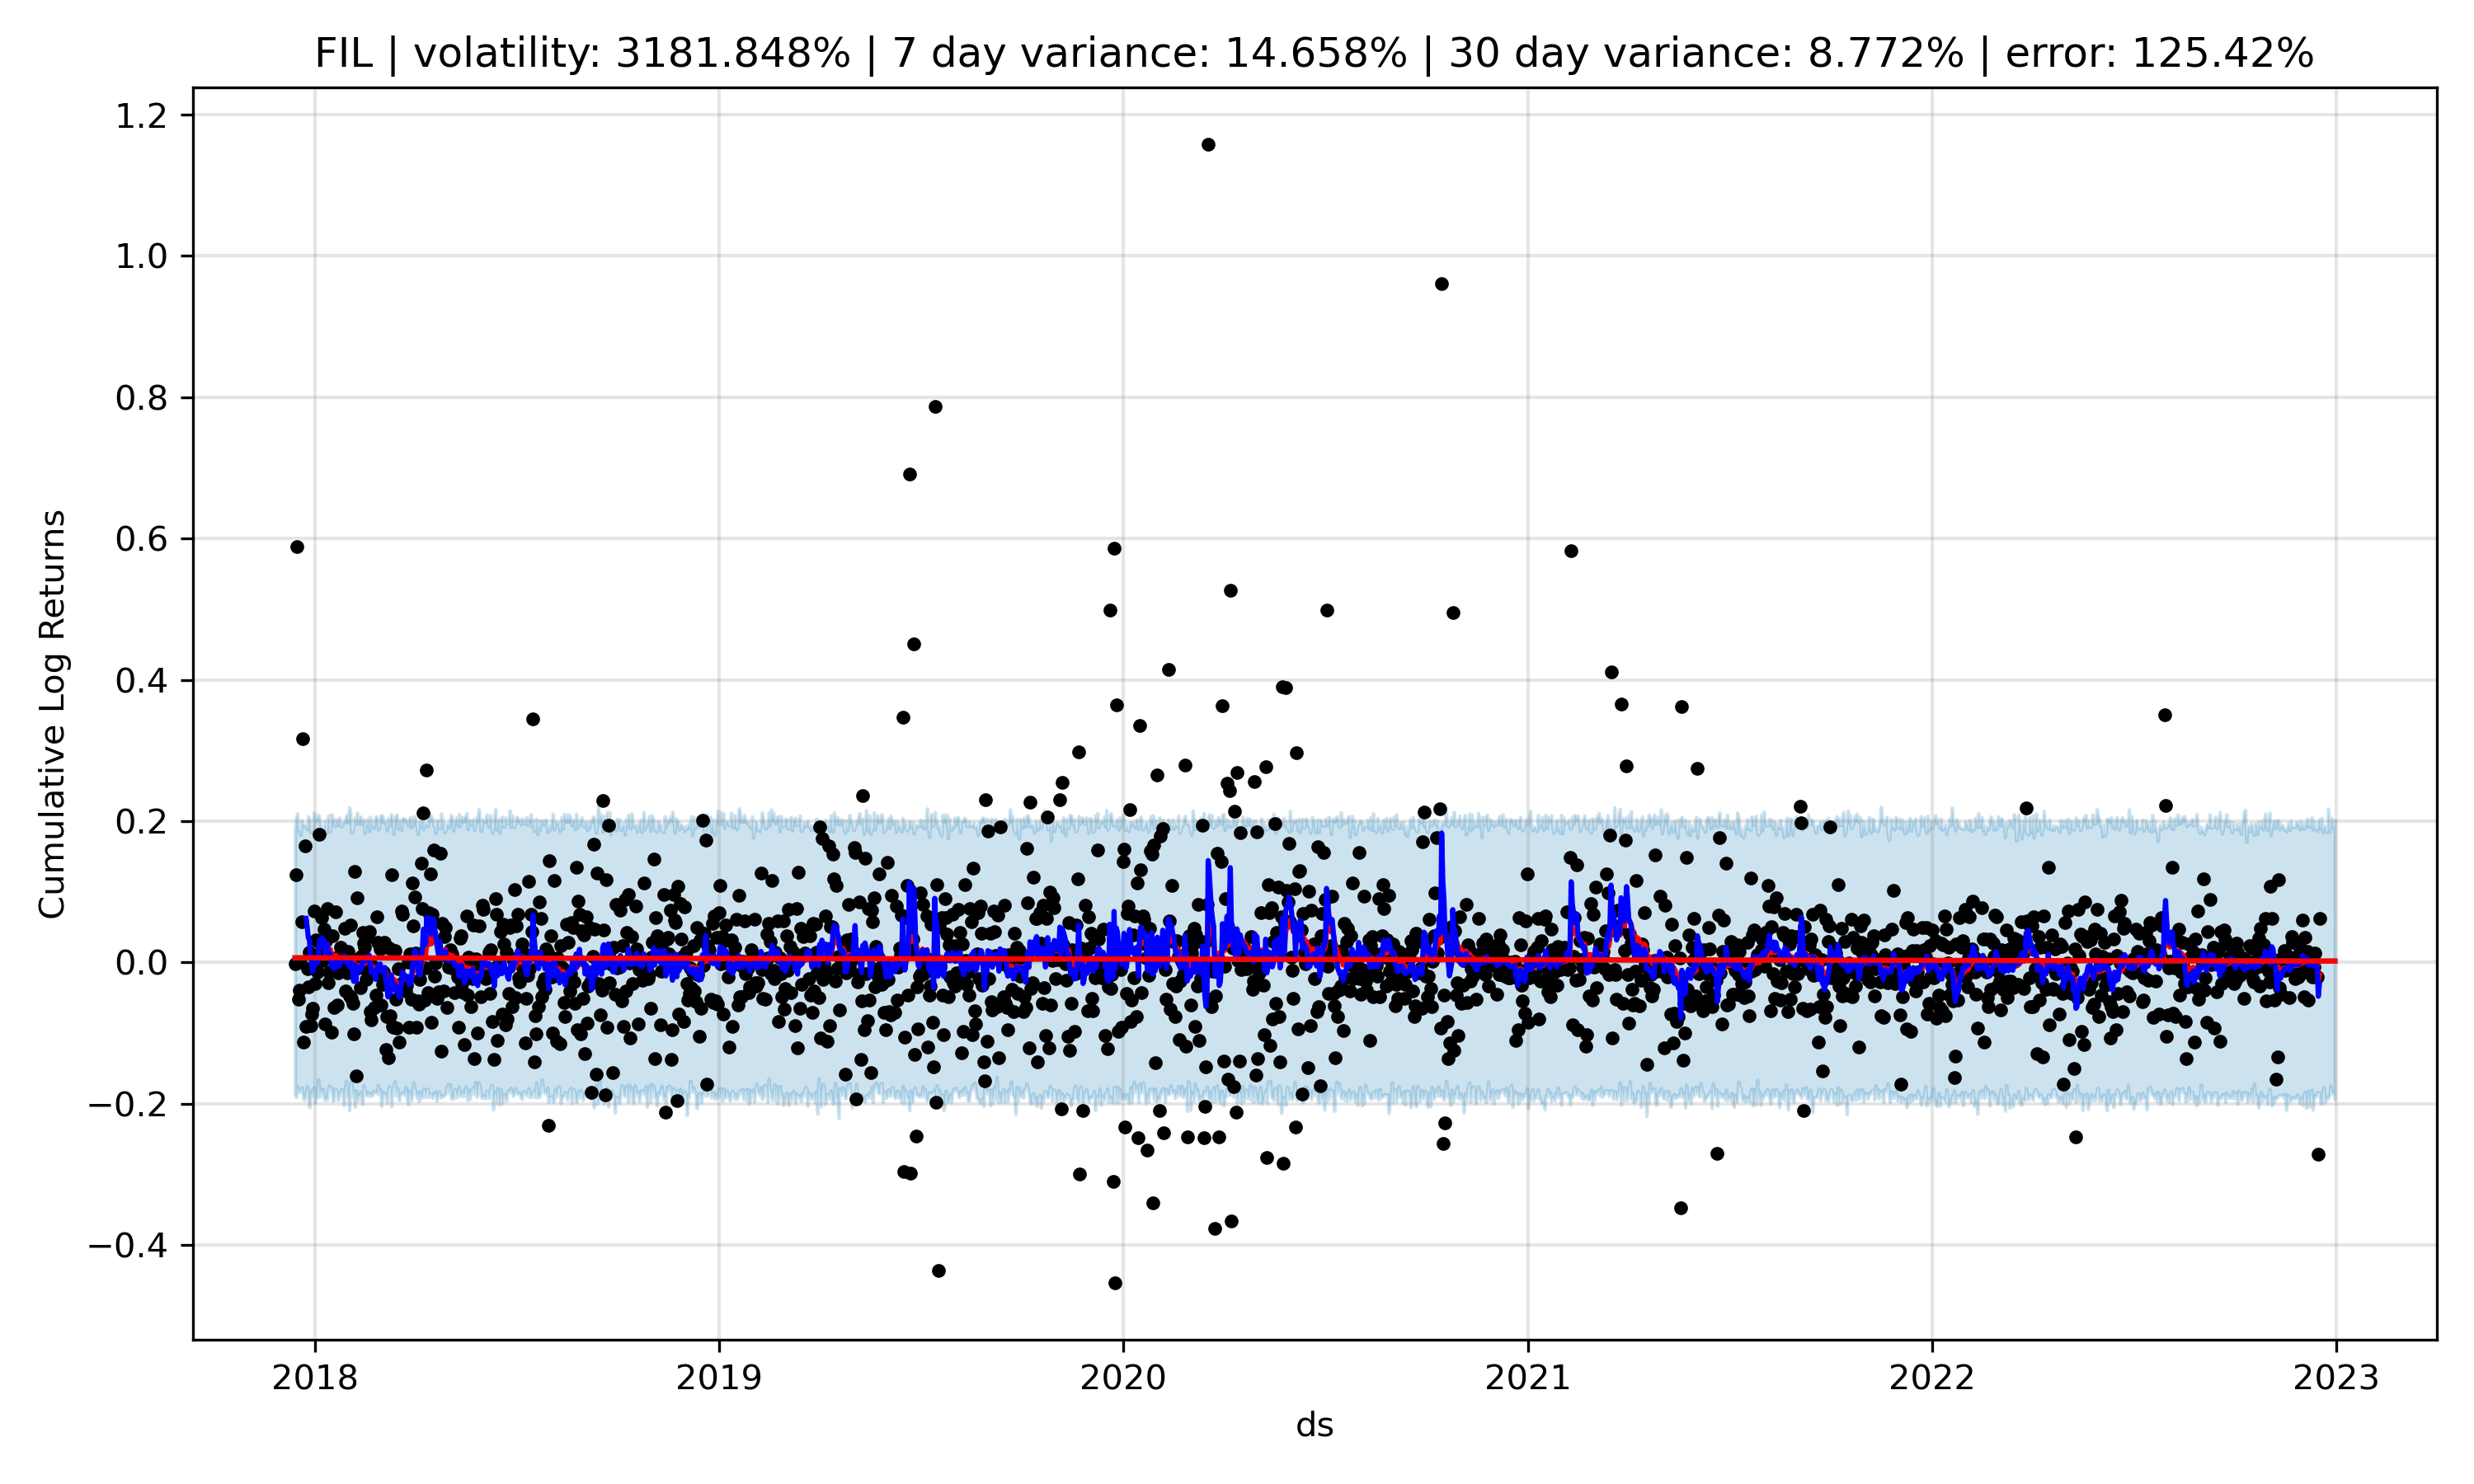 FIL | volatility: 3181.848% | 7 day variance: 14.658% | 30 day variance: 8.772% | error: 125.42%
1.2
1.0
0.8
0.6
0.4
0.2
0.0
−0.2
−0.4
Cumulative Log Returns
2018 2019 2020 2021 2022 2023
ds